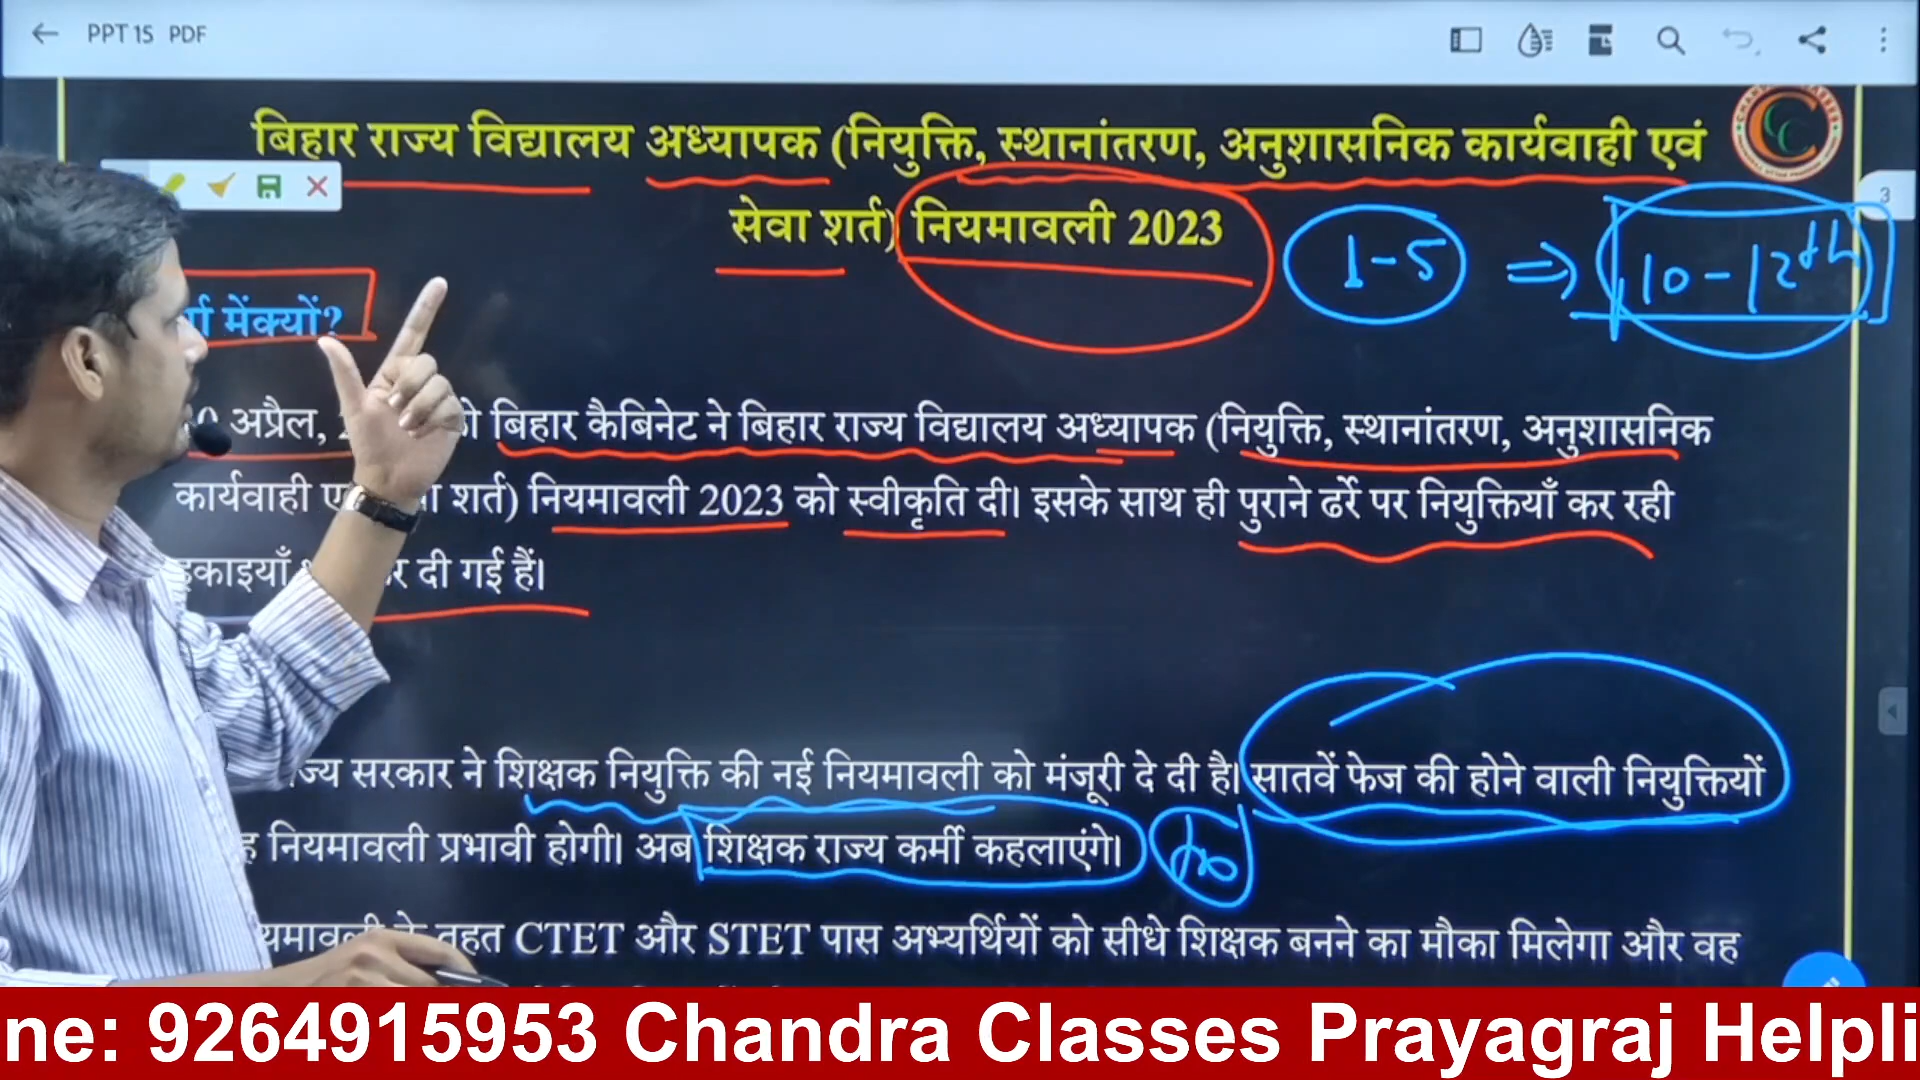 PPT 15 PDF
बिहार राज्य विद्यालय अध्यापक (नियुक्ति, स्थानांतरण, अनुशासनिक कार्यवाही एवं
सेवा शर्त) नियमावली 2023
3
1-5 ⇒ 10-12th
मेंक्यों?
अप्रैल, बिहार कैबिनेट ने बिहार राज्य विद्यालय अध्यापक (नियुक्ति, स्थानांतरण, अनुशासनिक
कार्यवाही शर्त) नियमावली 2023 को स्वीकृति दी। इसके साथ ही पुराने ढर्रे पर नियुक्तियाँ कर रही
इकाइयाँ दी गई हैं।
सरकार ने शिक्षक नियुक्ति की नई नियमावली को मंजूरी दे दी है। सातवें फेज की होने वाली नियुक्तियों
नियमावली प्रभावी होगी। अब शिक्षक राज्य कर्मी कहलाएंगे।
तहत CTET और STET पास अभ्यर्थियों को सीधे शिक्षक बनने का मौका मिलेगा और वह
ne: 9264915953 Chandra Classes Prayagraj Helpli